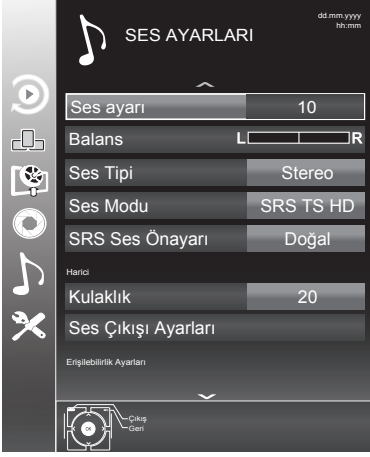 SES AYARLARI
dd.mm.yyyy
hh:mm
Ses ayarı 10
Balans L R
Ses Tipi Stereo
Ses Modu SRS TS HD
SRS Ses Önayarı Doğal
Harici
Kulaklık 20
Ses Çıkışı Ayarları
Erişilebilirlik Ayarları
Çıkış
Geri
OK